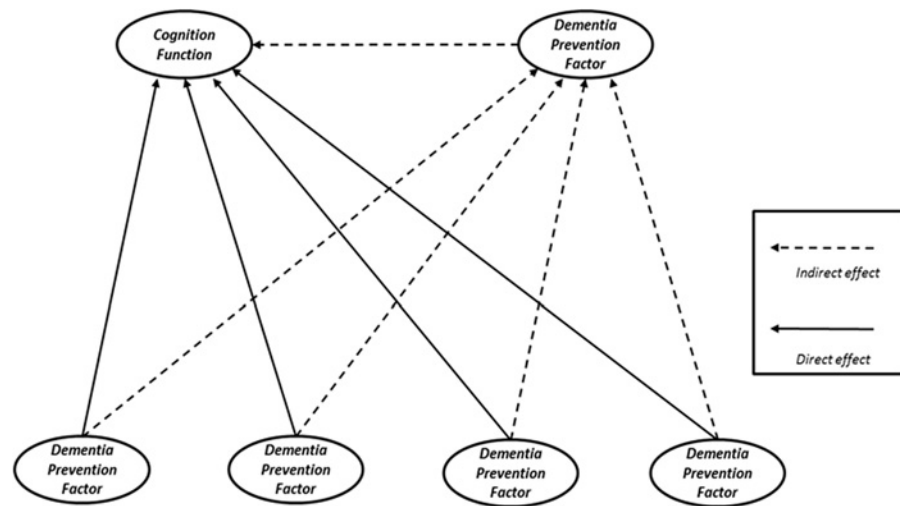 Cognition
Function
Dementia
Prevention
Factor
Indirect effect
Direct effect
Dementia
Prevention
Factor
Dementia
Prevention
Factor
Dementia
Prevention
Factor
Dementia
Prevention
Factor